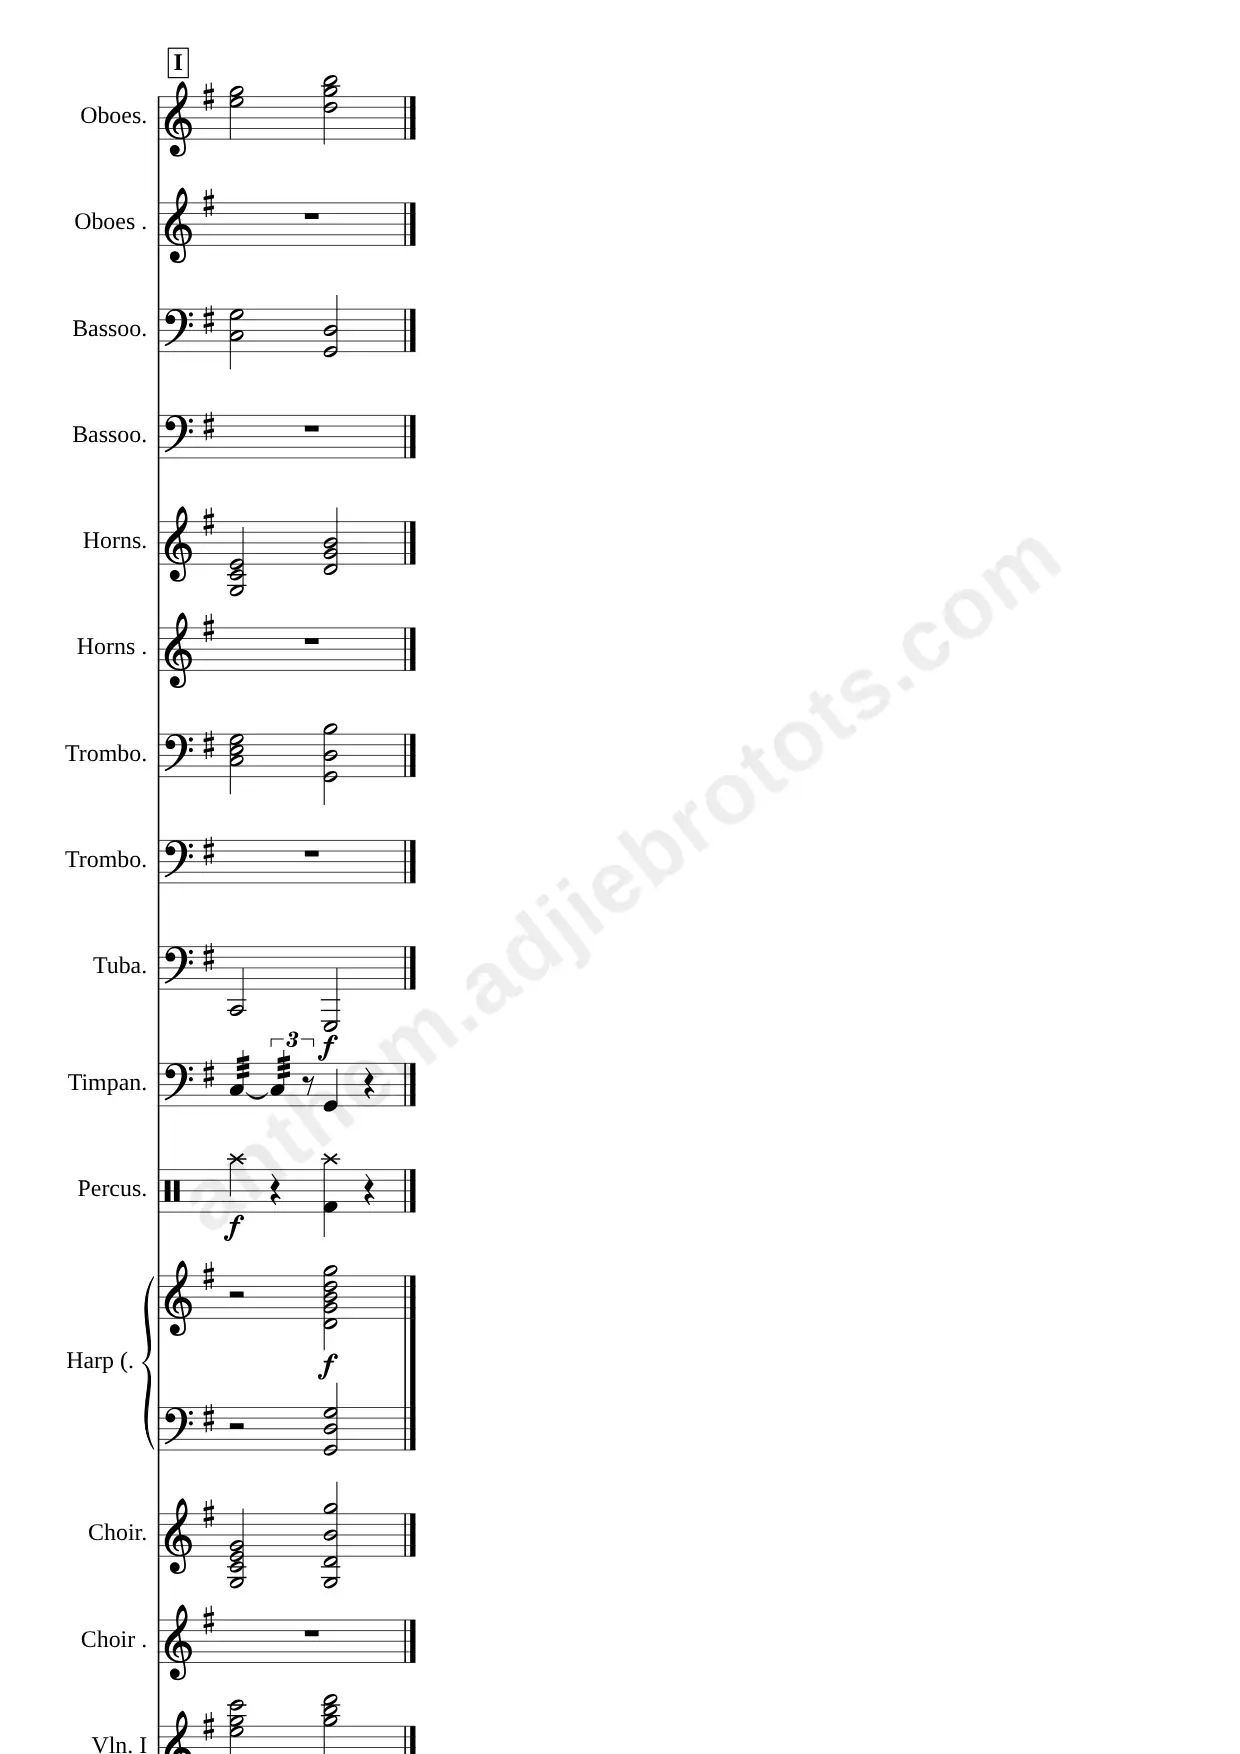 I
Oboes.
Oboes .
Bassoo.
Bassoo.
Horns.
Horns .
Trombo.
Trombo.
Tuba.
3
f
Timpan.
Percus.
f
Harp (.
f
Choir.
Choir .
Vln. I
anthem.adjiebrotots.com